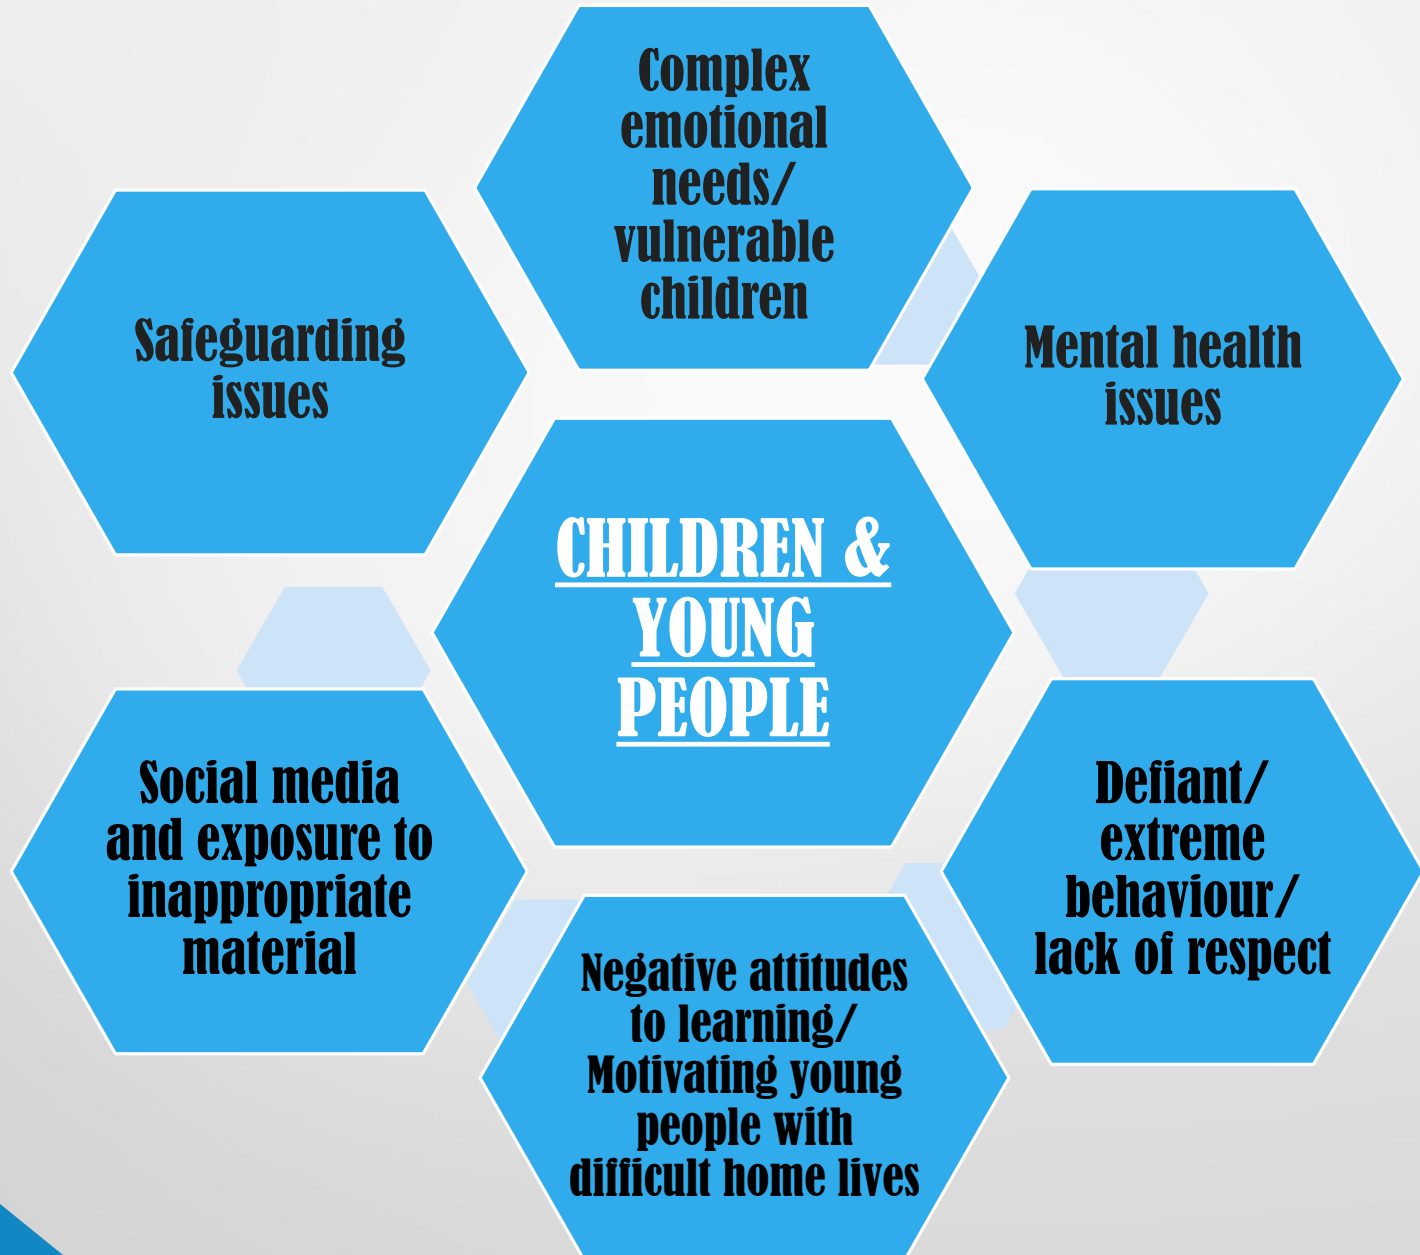 Complex
emotional
needs/
vulnerable
children
Safeguarding
issues
Mental health
issues
CHILDREN &
YOUNG
PEOPLE
Social media
and exposure to
inappropriate
material
Defiant/
extreme
behaviour/
lack of respect
Negative attitudes
to learning/
Motivating young
people with
difficult home lives